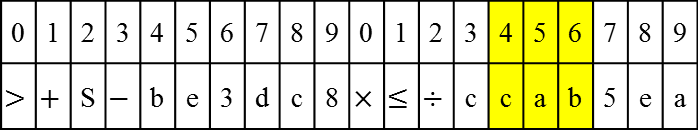 0 1 2 3 4 5 6 7 8 9 0 1 2 3 4 5 6 7 8 9
> + S − b e 3 d c 8 × ≤ ÷ c c a b 5 e a